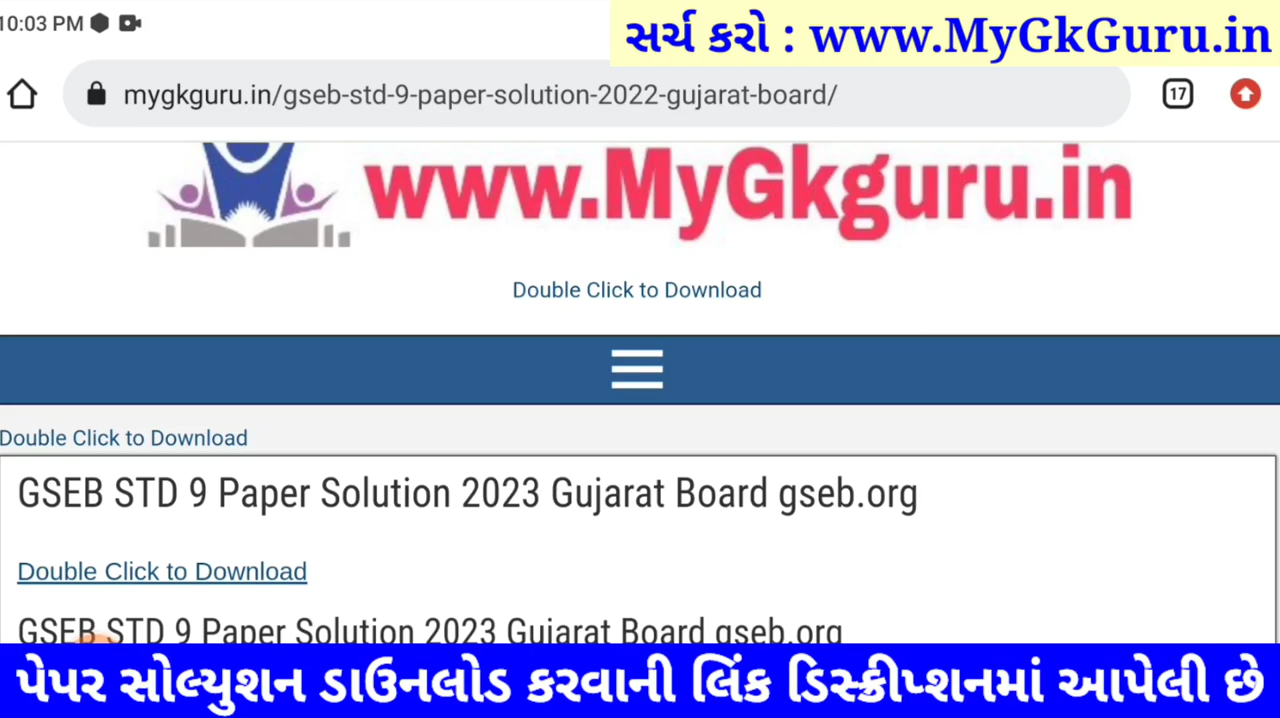 10:03 PM
સર્ચ કરો : www.MyGkGuru.in
mygkguru.in/gseb-std-9-paper-solution-2022-gujarat-board/
17
www.MyGkguru.in
Double Click to Download
Double Click to Download
GSEB STD 9 Paper Solution 2023 Gujarat Board gseb.org
Double Click to Download
GSEB STD 9 Paper Solution 2023 Gujarat Board gseb.org
પેપર સોલ્યુશન ડાઉનલોડ કરવાની લિંક ડિસ્ક્રીપ્શનમાં આપેલી છે